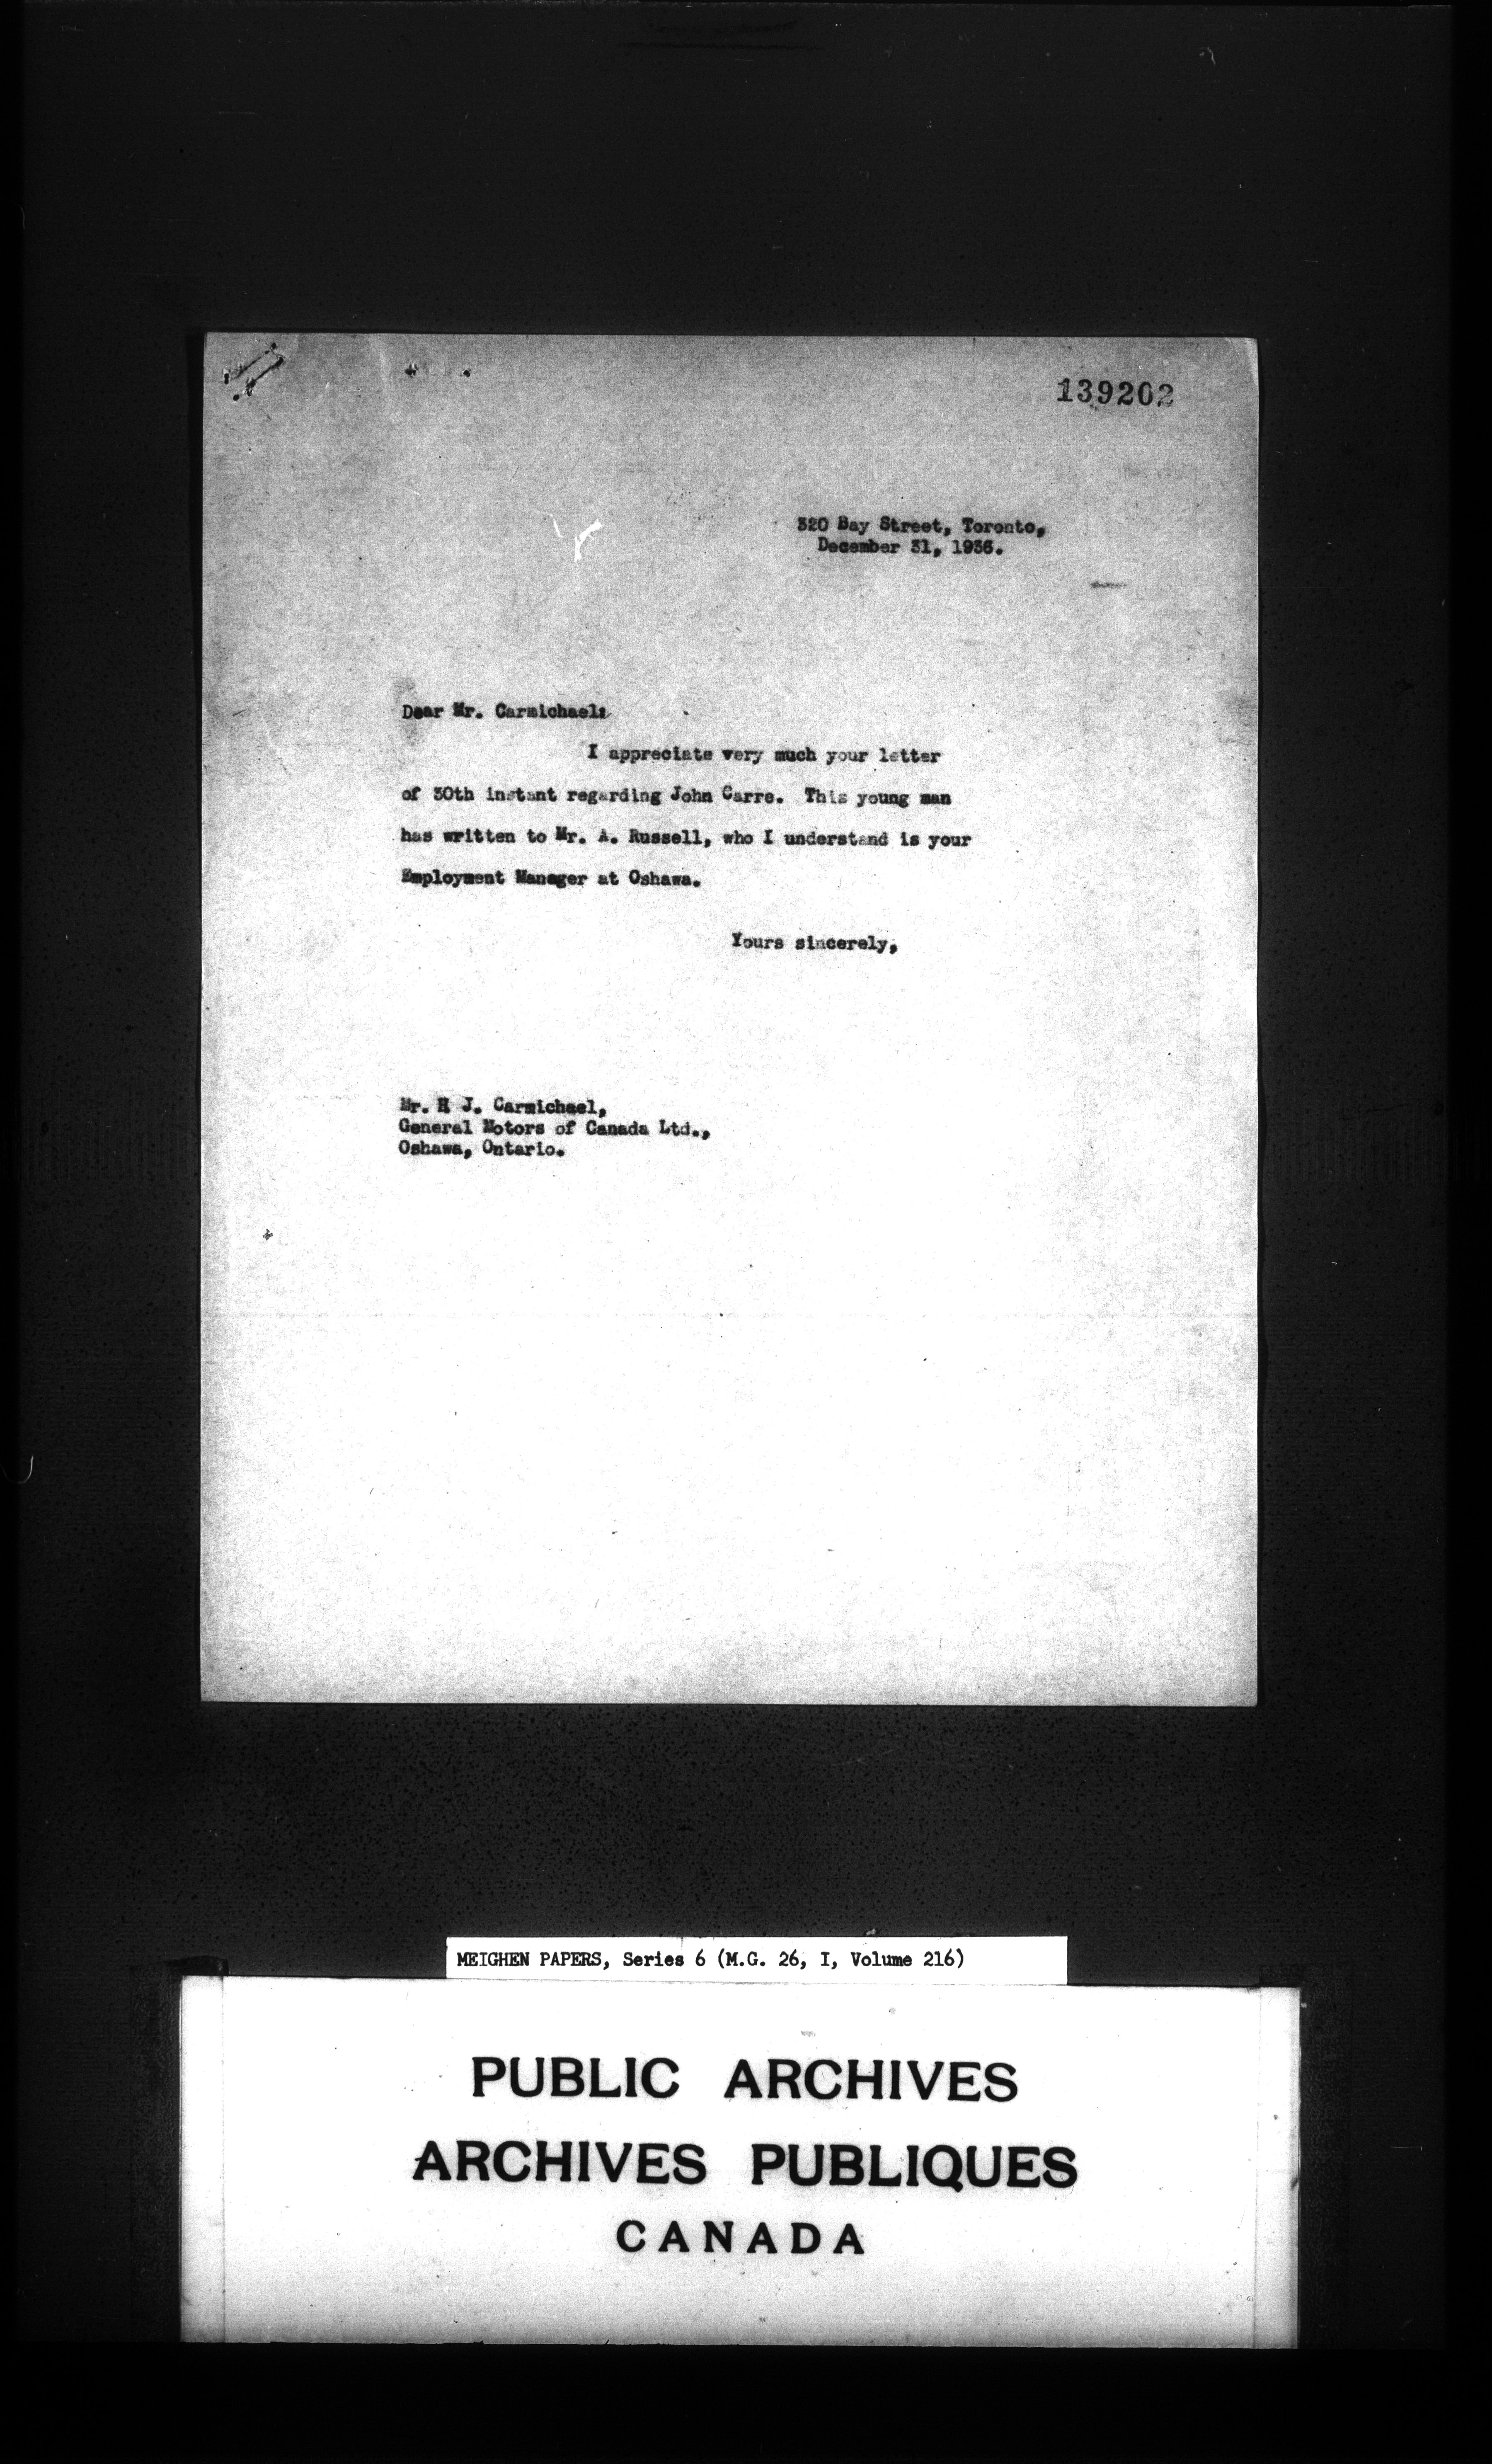 139202
320 Bay Street, Toronto,
December 31, 1936.
Dear Mr. Carmichael:
I appreciate very much your letter
of 30th instant regarding John Carre. This young man
has written to Mr. A. Russell, who I understand is your
Employment Manager at Oshawa.
Yours sincerely,
Mr. H J. Carmichael,
General Motors of Canada Ltd.,
Oshawa, Ontario.
MEIGHEN PAPERS, Series 6 (M.G. 26, I, Volume 216)
PUBLIC ARCHIVES
ARCHIVES PUBLIQUES
CANADA